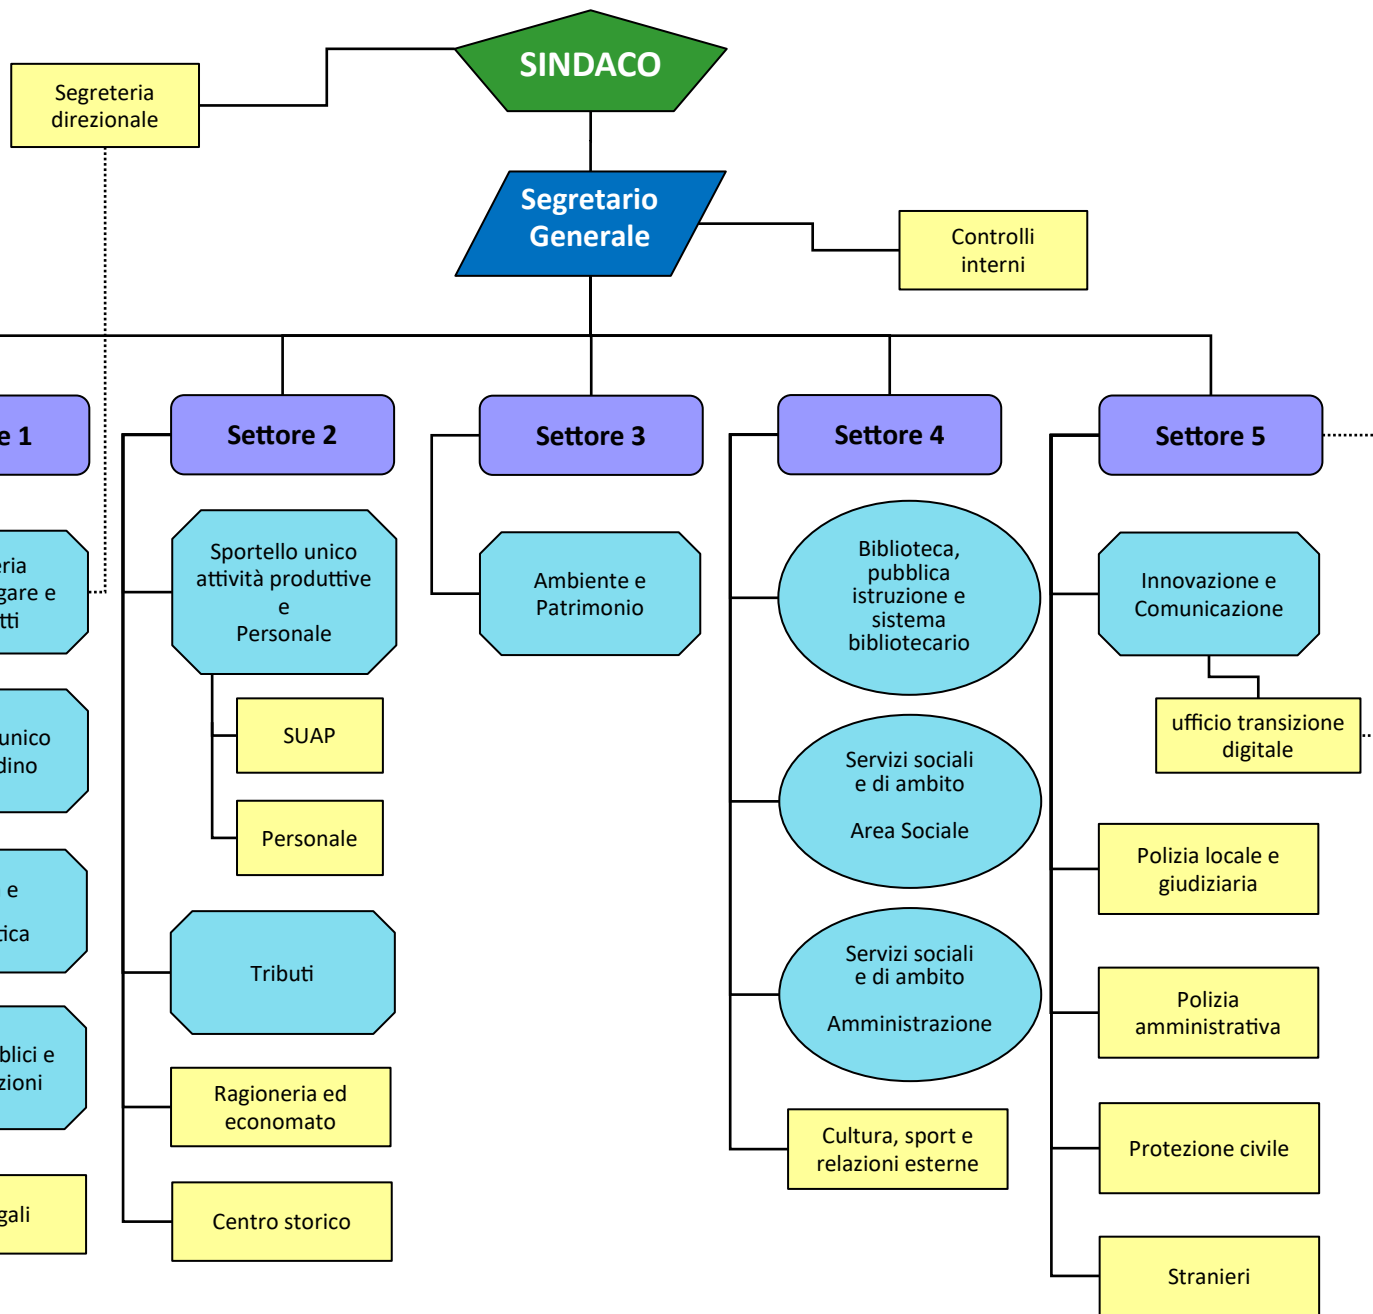 SINDACO
Segreteria
direzionale
Segretario
Generale
Controlli
interni
e 1
Settore 2
Settore 3
Settore 4
Settore 5
gare e
unico
e
Sportello unico
attività produttive
e
Personale
SUAP
Personale
Tributi
Ragioneria ed
economato
Centro storico
Ambiente e
Patrimonio
Biblioteca,
pubblica
istruzione e
sistema
bibliotecario
Servizi sociali
e di ambito
Area Sociale
Servizi sociali
e di ambito
Amministrazione
Cultura, sport e
relazioni esterne
Innovazione e
Comunicazione
ufficio transizione
digitale
Polizia locale e
giudiziaria
Polizia
amministrativa
Protezione civile
Stranieri